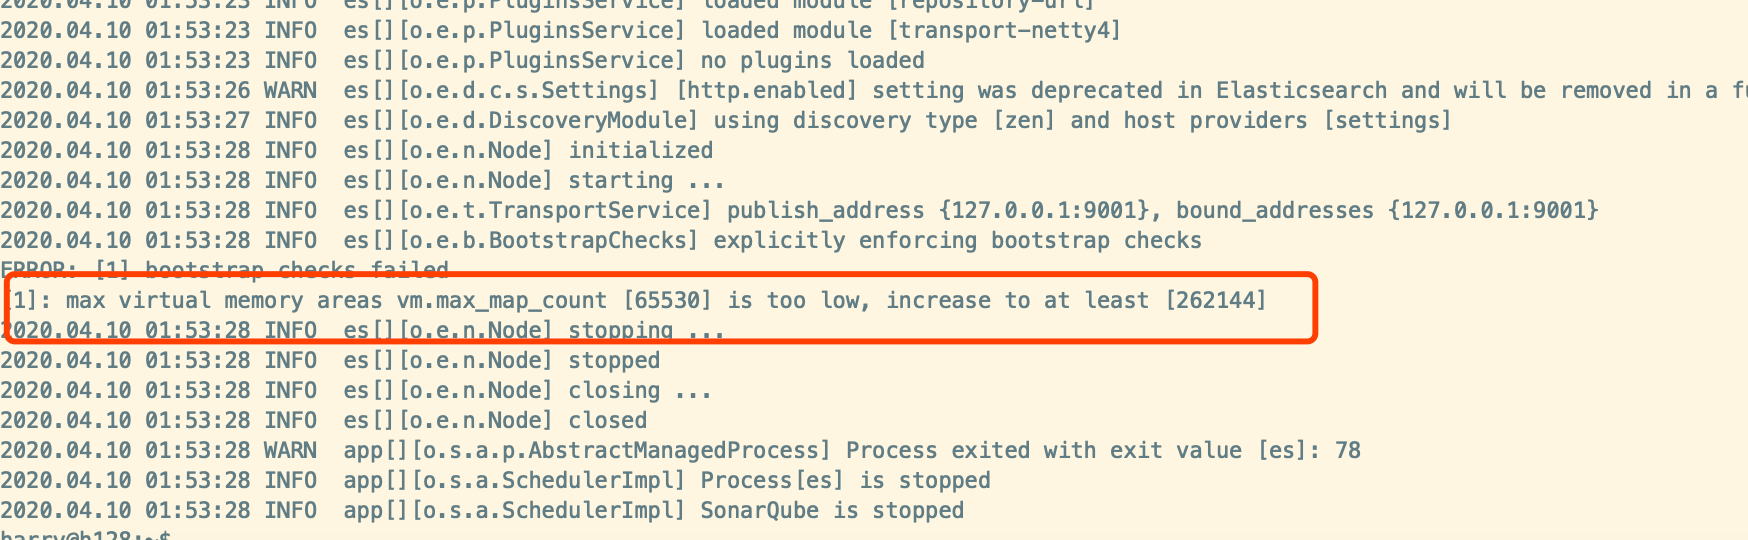 2020.04.10 01:53:23 INFO  es[][o.e.p.PluginsService] loaded module [repository-url]
2020.04.10 01:53:23 INFO  es[][o.e.p.PluginsService] loaded module [transport-netty4]
2020.04.10 01:53:23 INFO  es[][o.e.p.PluginsService] no plugins loaded
2020.04.10 01:53:26 WARN  es[][o.e.d.c.s.Settings] [http.enabled] setting was deprecated in Elasticsearch and will be removed in a fu
2020.04.10 01:53:27 INFO  es[][o.e.d.DiscoveryModule] using discovery type [zen] and host providers [settings]
2020.04.10 01:53:28 INFO  es[][o.e.n.Node] initialized
2020.04.10 01:53:28 INFO  es[][o.e.n.Node] starting ...
2020.04.10 01:53:28 INFO  es[][o.e.t.TransportService] publish_address {127.0.0.1:9001}, bound_addresses {127.0.0.1:9001}
2020.04.10 01:53:28 INFO  es[][o.e.b.BootstrapChecks] explicitly enforcing bootstrap checks
ERROR: [1] bootstrap checks failed
[1]: max virtual memory areas vm.max_map_count [65530] is too low, increase to at least [262144]
2020.04.10 01:53:28 INFO  es[][o.e.n.Node] stopping ...
2020.04.10 01:53:28 INFO  es[][o.e.n.Node] stopped
2020.04.10 01:53:28 INFO  es[][o.e.n.Node] closing ...
2020.04.10 01:53:28 INFO  es[][o.e.n.Node] closed
2020.04.10 01:53:28 WARN  app[][o.s.a.p.AbstractManagedProcess] Process exited with exit value [es]: 78
2020.04.10 01:53:28 INFO  app[][o.s.a.SchedulerImpl] Process[es] is stopped
2020.04.10 01:53:28 INFO  app[][o.s.a.SchedulerImpl] SonarQube is stopped
harry@h128:~$